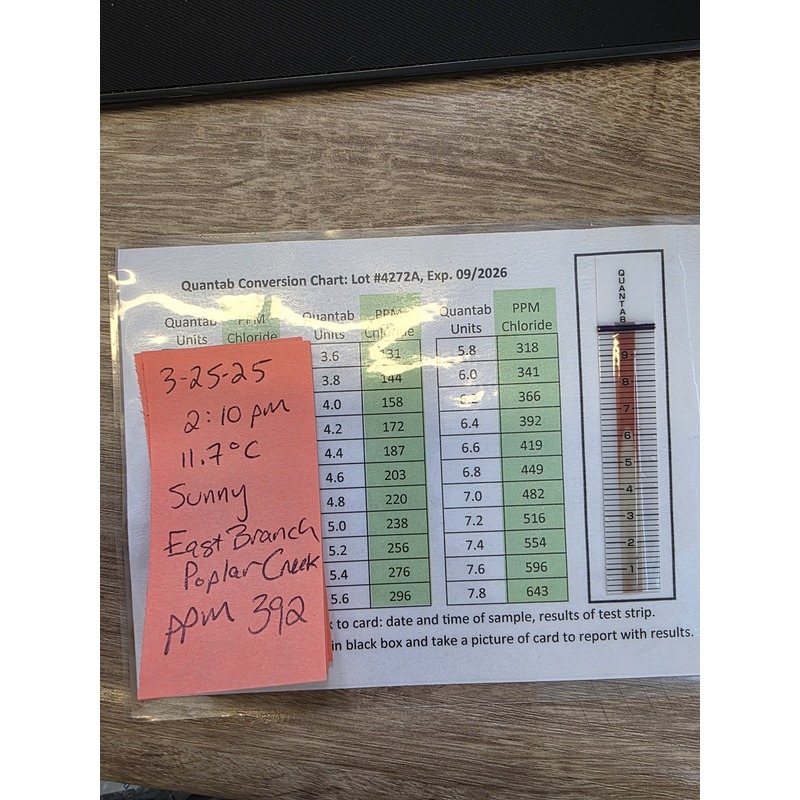 Quantab Conversion Chart: Lot #4272A, Exp. 09/2026
Quantab Units PPM Chloride Quantab Units PPM Chloride Quantab Units PPM Chloride
3.6 131 5.8 318
3.8 144 6.0 341
4.0 158 366
4.2 172 6.4 392
4.4 187 6.6 419
4.6 203 6.8 449
4.8 220 7.0 482
5.0 238 7.2 516
5.2 256 7.4 554
5.4 276 7.6 596
5.6 296 7.8 643
to card: date and time of sample, results of test strip.
in black box and take a picture of card to report with results.
3-25-25
2:10 pm
11.7°C
Sunny
East Branch
Poplar Creek
PPM 392
QUANTAB
9
8
7
6
5
4
3
2
1